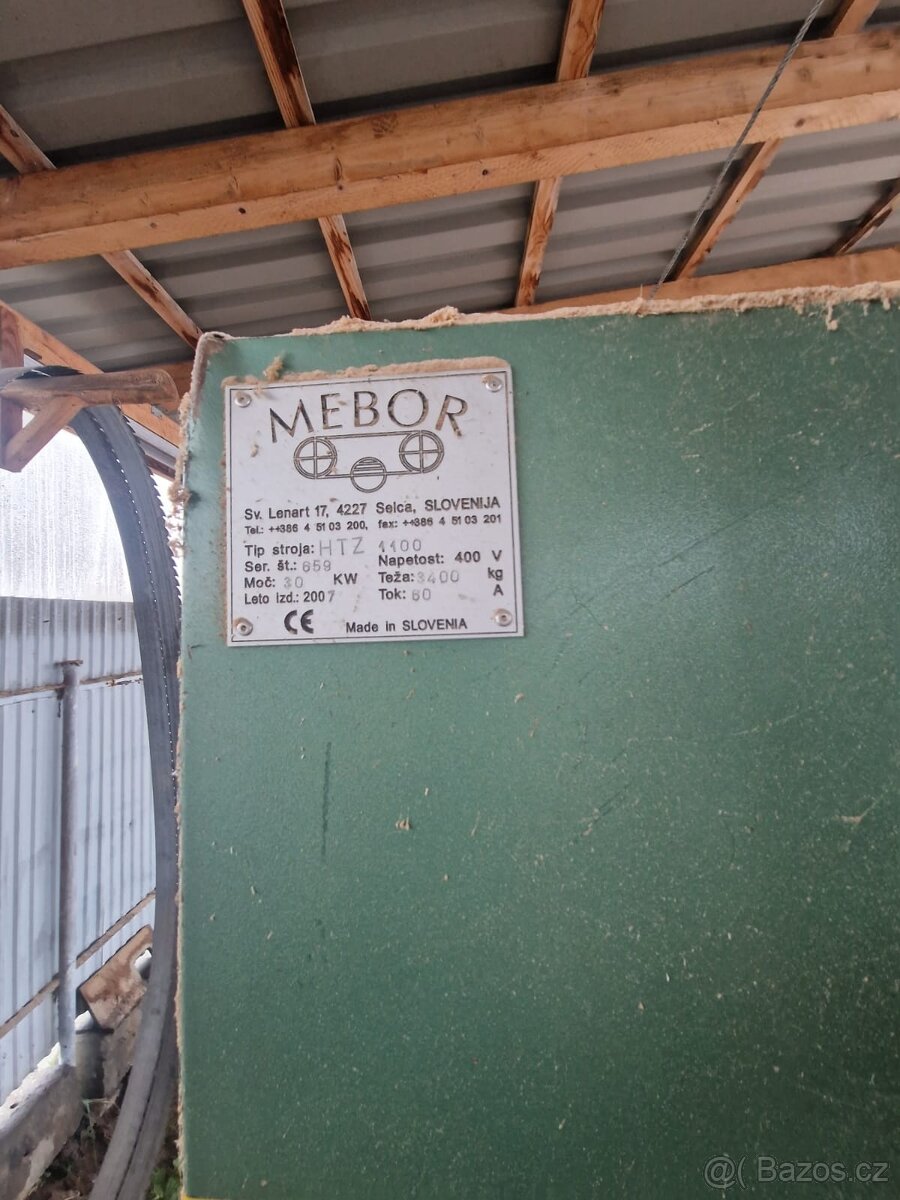 MEBOR
Sv. Lenart 17, 4227 Selca, SLOVENIJA
Tel.: ++386 4 51 03 200, fax: ++386 4 51 03 201
Tip stroja: HTZ 1100
Ser. št.: 659 Napetost: 400 V
Moč: 30 KW Teža: 3400 kg
Leto izd.: 2007 Tok: 60 A
CE Made in SLOVENIA
@( Bazos.cz